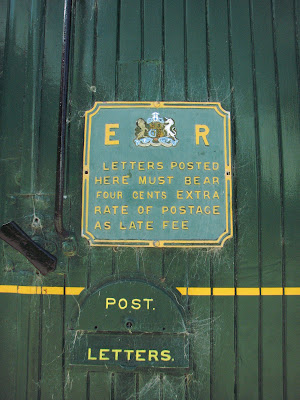 E R
LETTERS POSTED
HERE MUST BEAR
FOUR CENTS EXTRA
RATE OF POSTAGE
AS LATE FEE
POST.
LETTERS.